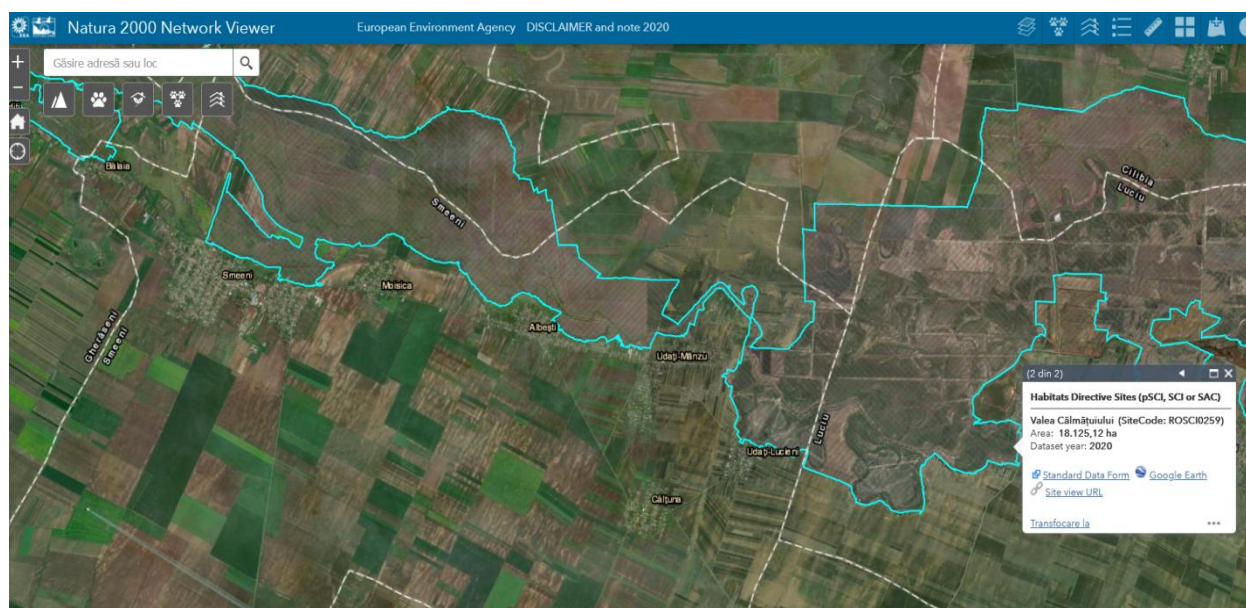 Natura 2000 Network Viewer
European Environment Agency DISCLAIMER and note 2020
Găsire adresă sau loc
Bălaia
Smeeni
Cilibia
Luciu
Smeeni
Moisica
Gherăseni
Smeeni
Albești
Udați-Mânzu
Luciu
Udați-Lucieni
Călțuna
(2 din 2)
Habitats Directive Sites (pSCI, SCI or SAC)
Valea Călmățuiului (SiteCode: ROSCI0259)
Area: 18.125,12 ha
Dataset year: 2020
Standard Data Form Google Earth
Site view URL
Transfocare la